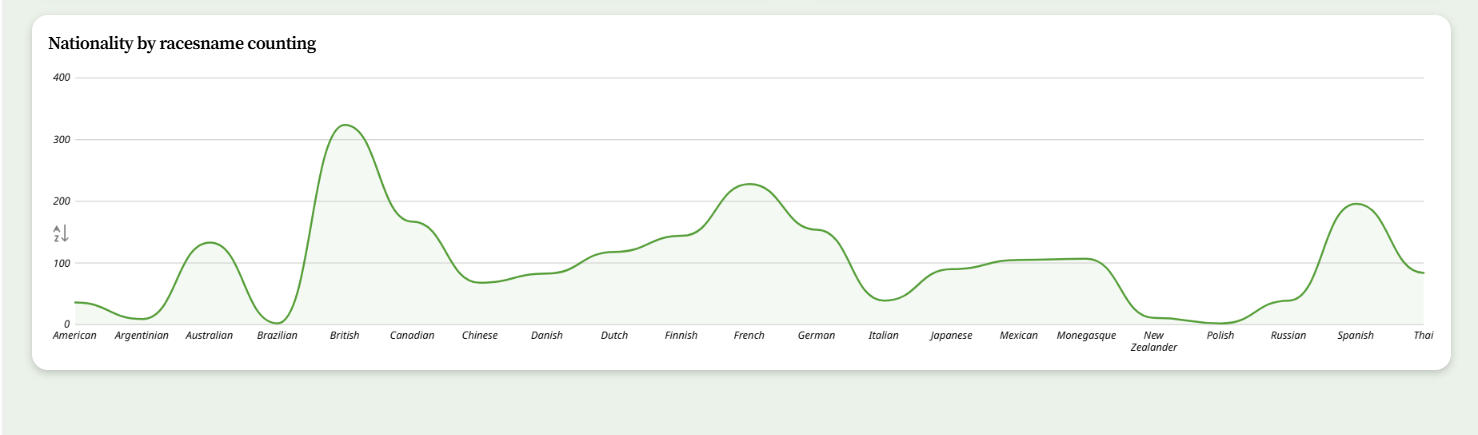 Nationality by racesname counting
400
300
200
A
Z
100
0
American Argentinian Australian Brazilian British Canadian Chinese Danish Dutch Finnish French German Italian Japanese Mexican Monegasque New Polish Russian Spanish Thai
Zealander